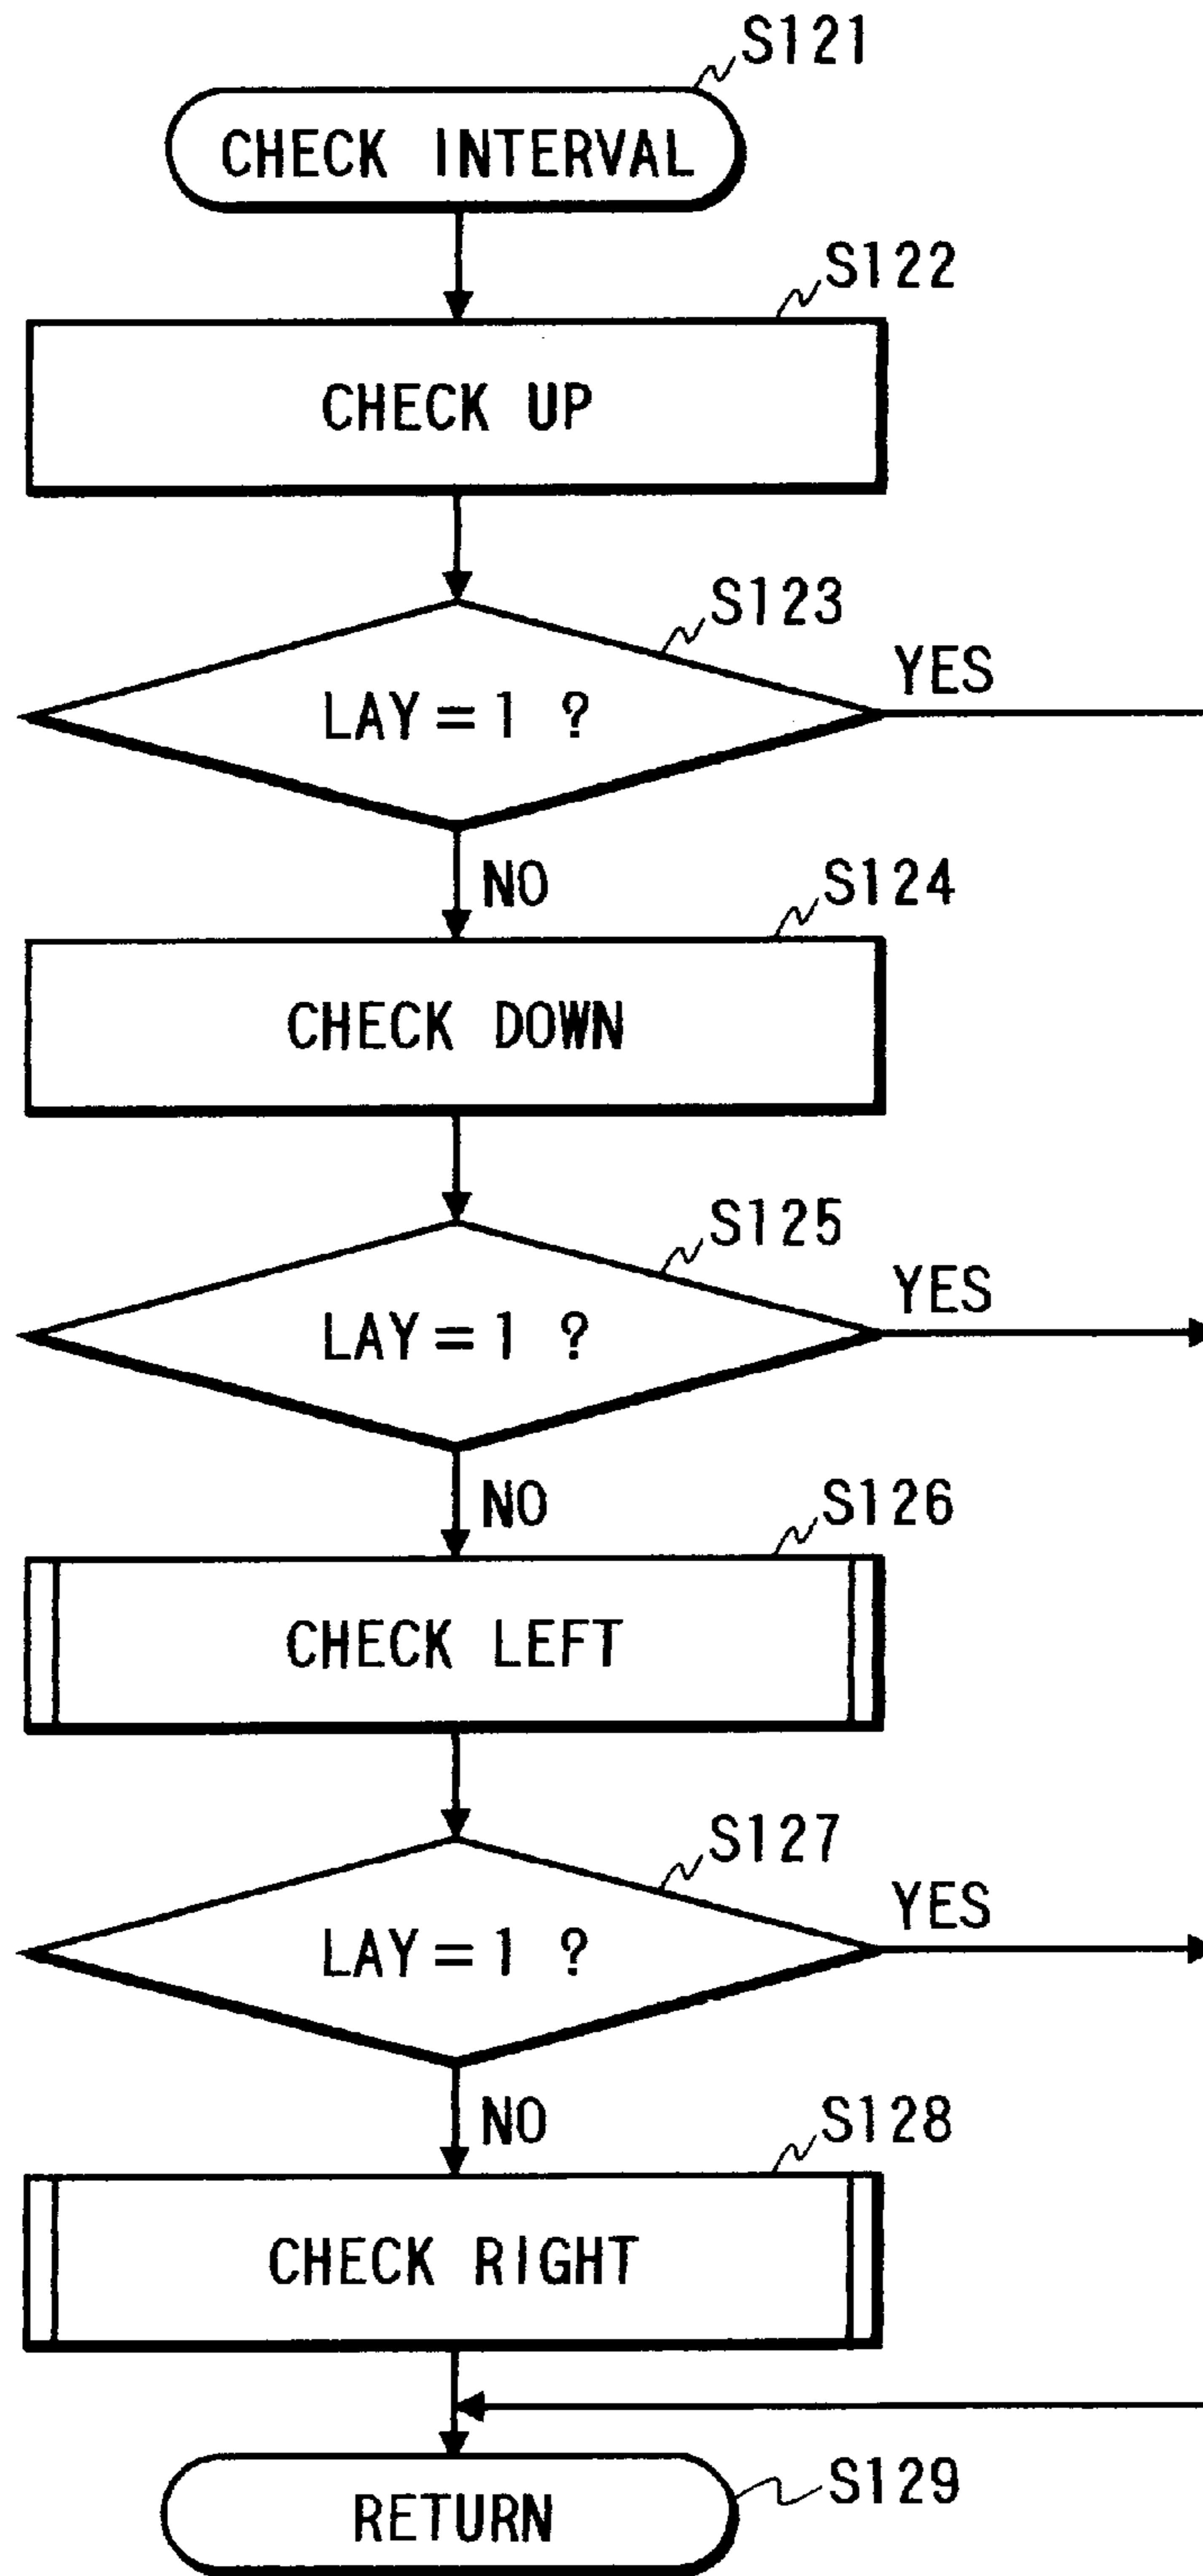 S121
CHECK INTERVAL
S122
CHECK UP
S123
LAY=1 ?
YES
NO
S124
CHECK DOWN
S125
LAY=1 ?
YES
NO
S126
CHECK LEFT
S127
LAY=1 ?
YES
NO
S128
CHECK RIGHT
RETURN
S129